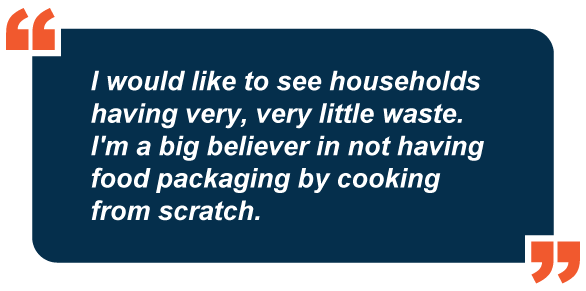 I would like to see households
having very, very little waste.
I'm a big believer in not having
food packaging by cooking
from scratch.